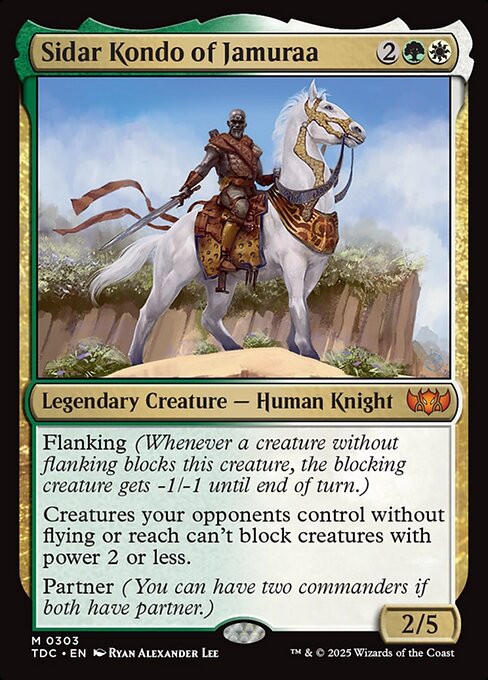 Sidar Kondo of Jamuraa 2
Legendary Creature — Human Knight
Flanking (Whenever a creature without
flanking blocks this creature, the blocking
creature gets -1/-1 until end of turn.)
Creatures your opponents control without
flying or reach can't block creatures with
power 2 or less.
Partner (You can have two commanders if
both have partner.)
2/5
M 0303
TDC • EN Ryan Alexander Lee
™ & © 2025 Wizards of the Coast